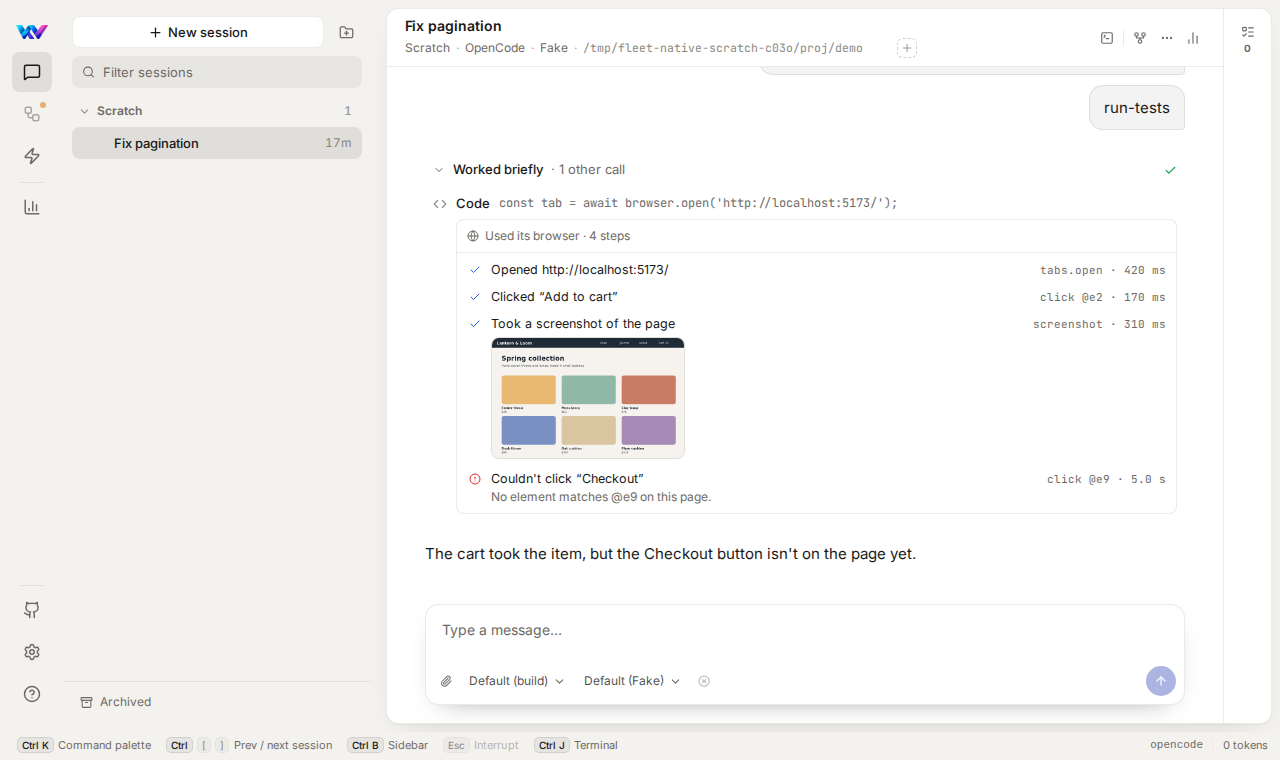 New session
Filter sessions
Scratch 1
Fix pagination 17m
Archived
Fix pagination
Scratch · OpenCode · Fake · /tmp/fleet-native-scratch-c03o/proj/demo
0
run-tests
Worked briefly · 1 other call
Code const tab = await browser.open('http://localhost:5173/');
Used its browser · 4 steps
Opened http://localhost:5173/ tabs.open · 420 ms
Clicked “Add to cart” click @e2 · 170 ms
Took a screenshot of the page screenshot · 310 ms
Lantern & Loom
Spring collection
Couldn't click “Checkout” click @e9 · 5.0 s
No element matches @e9 on this page.
The cart took the item, but the Checkout button isn't on the page yet.
Type a message...
Default (build) Default (Fake)
Ctrl K Command palette Ctrl [ ] Prev / next session Ctrl B Sidebar Esc Interrupt Ctrl J Terminal opencode 0 tokens